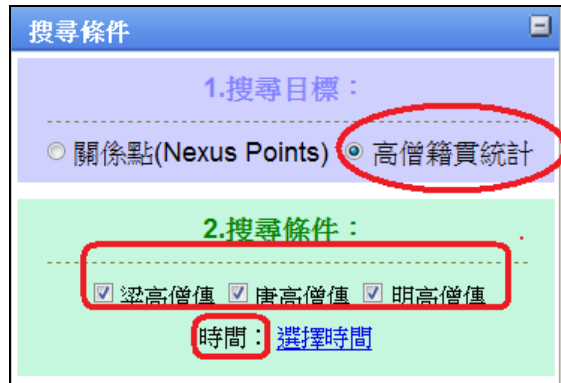 搜尋條件
1.搜尋目標：
關係點(Nexus Points) 高僧籍貫統計
2.搜尋條件：
梁高僧傳 唐高僧傳 明高僧傳
時間： 選擇時間